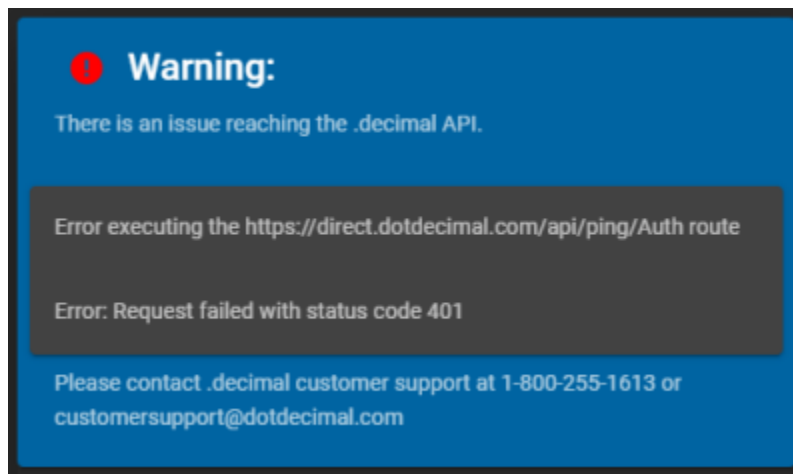 Warning:
There is an issue reaching the .decimal API.
Error executing the https://direct.dotdecimal.com/api/ping/Auth route
Error: Request failed with status code 401
Please contact .decimal customer support at 1-800-255-1613 or
customersupport@dotdecimal.com